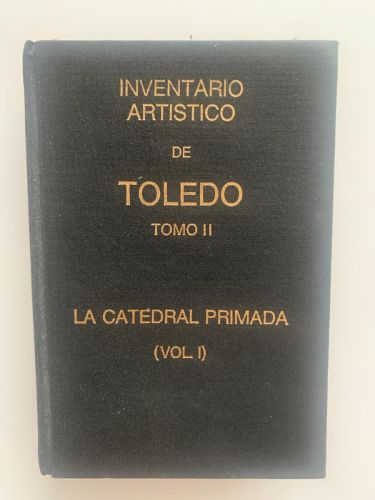 INVENTARIO
ARTISTICO
DE
TOLEDO
TOMO II
LA CATEDRAL PRIMADA
(VOL. I)